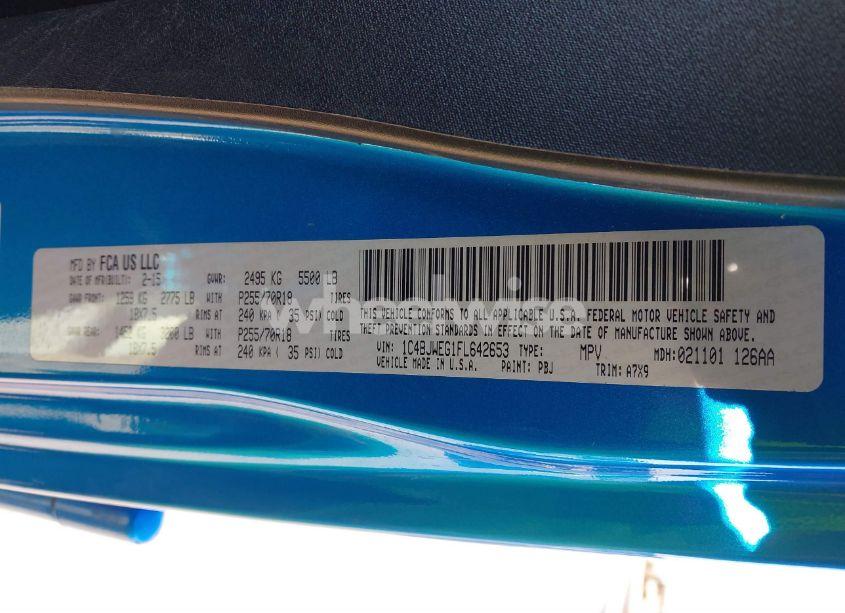 MFD BY FCA US LLC
DATE OF MFR(BUILT): 2-15 GVWR: 2495 KG 5500 LB
GAWR FRONT: 1259 KG 2775 LB WITH P255/70R18 TIRES
18X7.5 RIMS AT 240 KPA ( 35 PSI) COLD
GAWR REAR: LB WITH P255/70R18 TIRES
18X7.5 RIMS AT 240 KPA ( 35 PSI) COLD
THIS VEHICLE CONFORMS TO ALL APPLICABLE U.S.A. FEDERAL MOTOR VEHICLE SAFETY AND
THEFT PREVENTION STANDARDS IN EFFECT ON THE DATE OF MANUFACTURE SHOWN ABOVE.
VIN: 1C4BJWEG1FL642653 TYPE: MPV MDH:021101 126AA
VEHICLE MADE IN U.S.A. PAINT: PBJ TRIM: A7X9